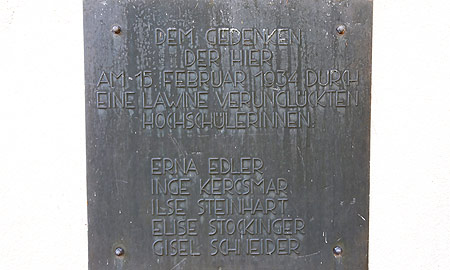 DEM GEDENKEN
DER HIER
AM 15. FEBRUAR 1934 DURCH
EINE LAWINE VERUNGLÜCKTEN
HOCHSCHÜLERINNEN.
ERNA EDLER
INGE KERCSMAR
ILSE STEINHART
ELISE STOCKINGER
GISEL SCHNEIDER